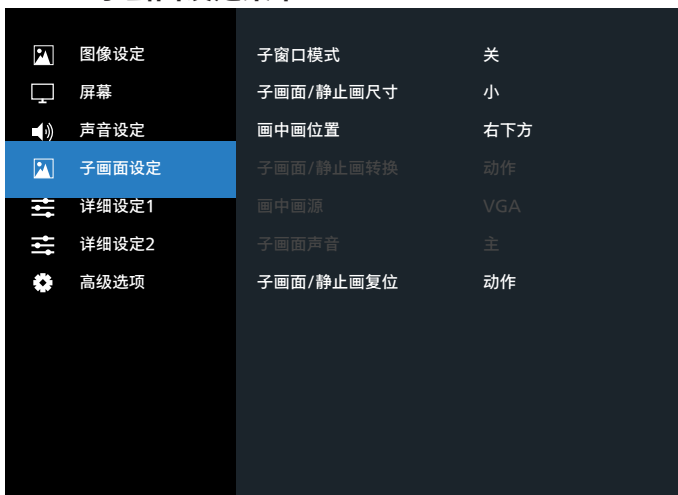 图像设定
屏幕
声音设定
子画面设定
详细设定1
详细设定2
高级选项
子窗口模式 关
子画面/静止画尺寸 小
画中画位置 右下方
子画面/静止画转换 动作
画中画源 VGA
子画面声音 主
子画面/静止画复位 动作